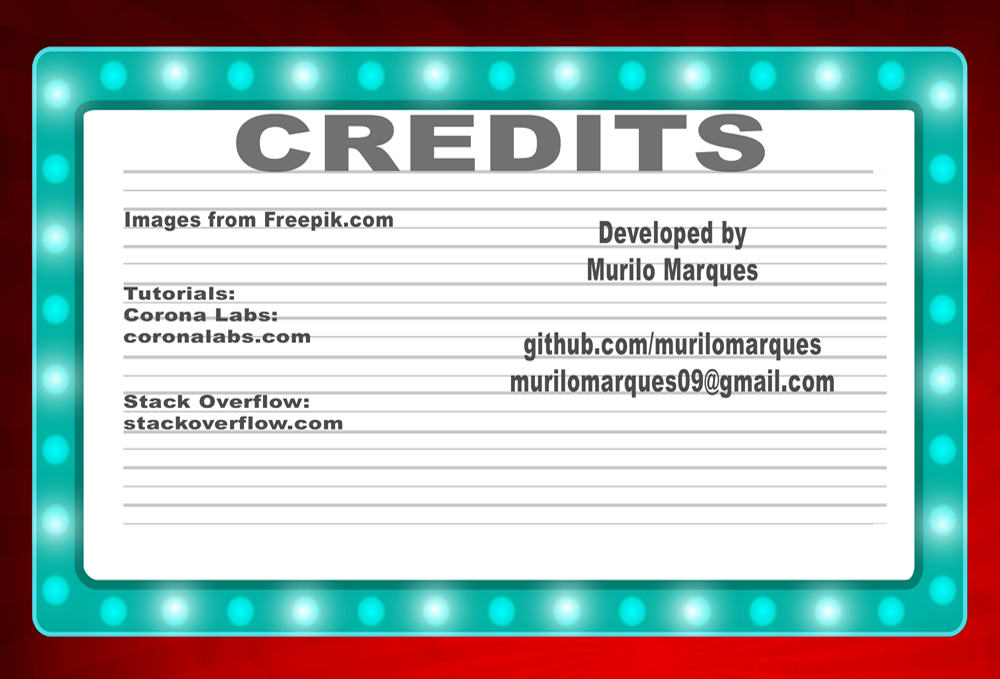 CREDITS
Images from Freepik.com
Tutorials:
Corona Labs:
coronalabs.com
Stack Overflow:
stackoverflow.com
Developed by
Murilo Marques
github.com/murilomarques
murilomarques09@gmail.com